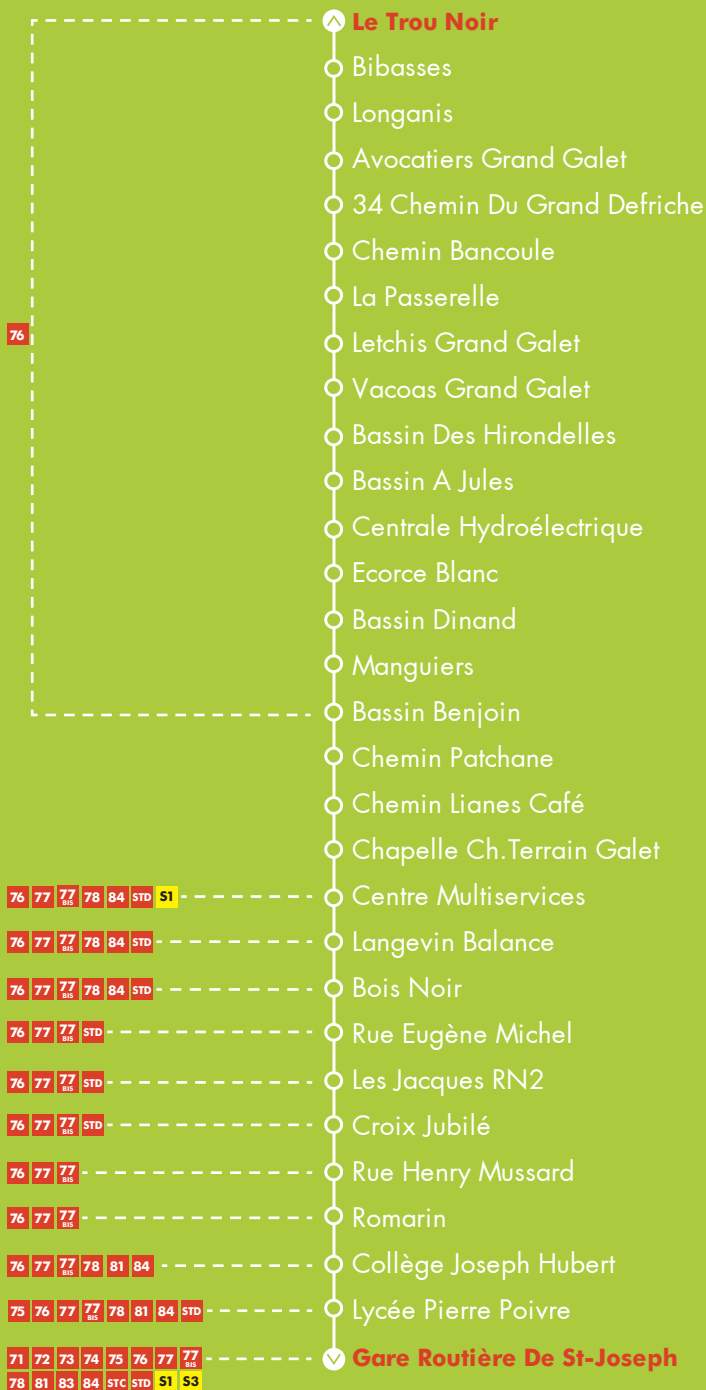 Le Trou Noir
Bibasses
Longanis
Avocatiers Grand Galet
34 Chemin Du Grand Defriche
Chemin Bancoule
La Passerelle
76
Letchis Grand Galet
Vacoas Grand Galet
Bassin Des Hirondelles
Bassin A Jules
Centrale Hydroélectrique
Ecorce Blanc
Bassin Dinand
Manguiers
Bassin Benjoin
Chemin Patchane
Chemin Lianes Café
Chapelle Ch.Terrain Galet
76 77 77 BIS 78 84 STD S1 Centre Multiservices
76 77 77 BIS 78 84 STD Langevin Balance
76 77 77 BIS 78 84 STD Bois Noir
76 77 77 BIS STD Rue Eugène Michel
76 77 77 BIS STD Les Jacques RN2
76 77 77 BIS STD Croix Jubilé
76 77 77 BIS Rue Henry Mussard
76 77 77 BIS Romarin
76 77 77 BIS 78 81 84 Collège Joseph Hubert
75 76 77 77 BIS 78 81 84 STD Lycée Pierre Poivre
71 72 73 74 75 76 77 77 BIS Gare Routière De St-Joseph
78 81 83 84 STC STD S1 S3